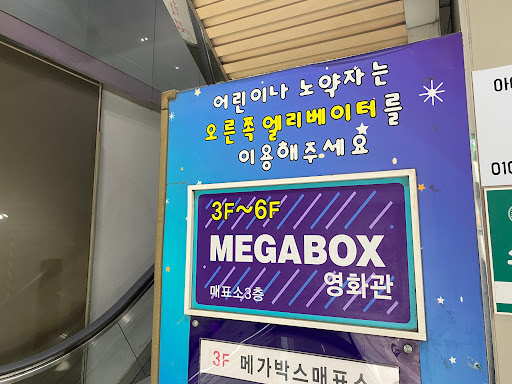 어린이나 노약자는
오른쪽 엘리베이터를
이용해주세요
3F~6F
MEGABOX
영화관
매표소3층
3F 메가박스매표소
010